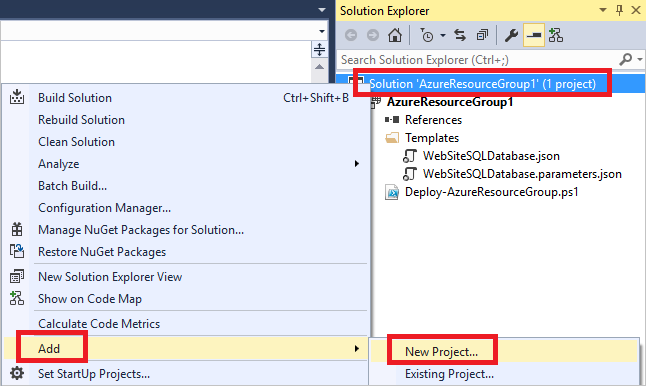 Solution Explorer
Search Solution Explorer (Ctrl+;)
Solution 'AzureResourceGroup1' (1 project)
AzureResourceGroup1
References
Templates
WebSiteSQLDatabase.json
WebSiteSQLDatabase.parameters.json
Deploy-AzureResourceGroup.ps1
Build Solution Ctrl+Shift+B
Rebuild Solution
Clean Solution
Analyze
Batch Build...
Configuration Manager...
Manage NuGet Packages for Solution...
Restore NuGet Packages
New Solution Explorer View
Show on Code Map
Calculate Code Metrics
Add
Set StartUp Projects...
New Project...
Existing Project...